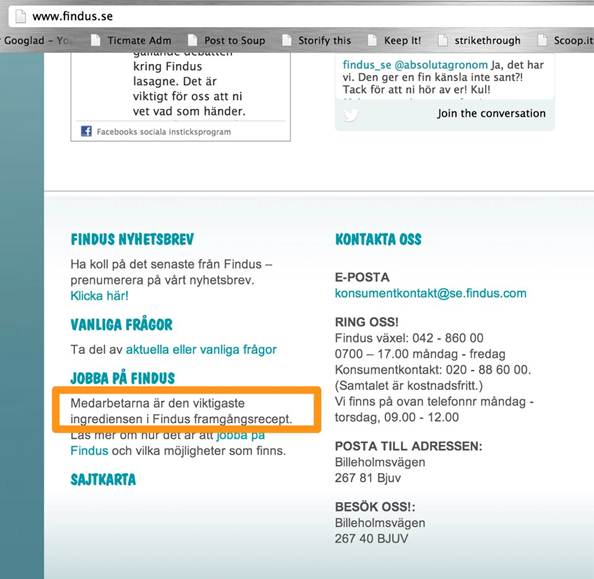 www.findus.se
Googlad - Yo
Ticmate Adm
Post to Soup
Storify this
Keep It!
strikethrough
Scoop.it
gällande debatten
kring Findus
lasagne. Det är
viktigt för oss att ni
vet vad som händer.
Facebooks sociala insticksprogram
findus_se @absolutagronom Ja, det har
vi. Den ger en fin känsla inte sant?!
Tack för att ni hör av er! Kul!
Join the conversation
FINDUS NYHETSBREV
Ha koll på det senaste från Findus –
prenumerera på vårt nyhetsbrev.
Klicka här!
VANLIGA FRÅGOR
Ta del av aktuella eller vanliga frågor
JOBBA PÅ FINDUS
Medarbetarna är den viktigaste
ingrediensen i Findus framgångsrecept.
Läs mer om hur det är att jobba på
Findus och vilka möjligheter som finns.
SAJTKARTA
KONTAKTA OSS
E-POSTA
konsumentkontakt@se.findus.com
RING OSS!
Findus växel: 042 - 860 00
0700 – 17.00 måndag - fredag
Konsumentkontakt: 020 - 88 60 00.
(Samtalet är kostnadsfritt.)
Vi finns på ovan telefonnr måndag -
torsdag, 09.00 - 12.00
POSTA TILL ADRESSEN:
Billeholmsvägen
267 81 Bjuv
BESÖK OSS!:
Billeholmsvägen
267 40 BJUV